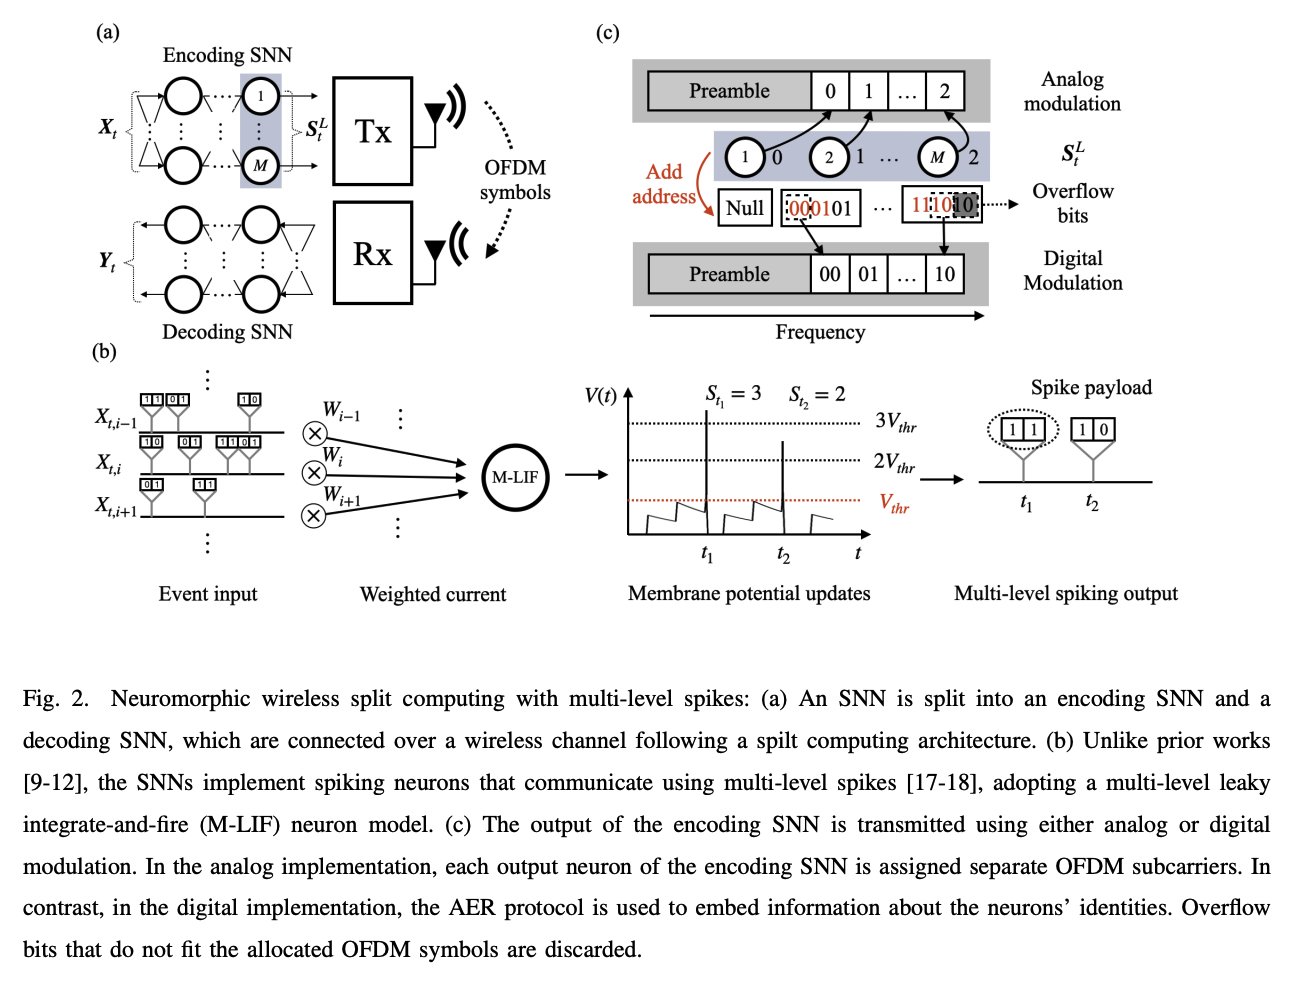 (a)
Encoding SNN
X_t
1
M
S_t^L
Tx
OFDM
symbols
Rx
Y_t
Decoding SNN
(c)
Preamble 0 1 ... 2
Analog
modulation
1 0 2 1 ... M 2
S_t^L
Add
address
Null 000101 ... 111010
Overflow
bits
Preamble 00 01 ... 10
Digital
Modulation
Frequency
(b)
X_{t,i-1}
11 01 10
X_{t,i}
10 01 11 01
X_{t,i+1}
01 11
W_{i-1}
W_i
W_{i+1}
M-LIF
V(t)
S_{t_1} = 3 S_{t_2} = 2
3V_{thr}
2V_{thr}
V_{thr}
t_1 t_2 t
Spike payload
1 1 1 0
t_1 t_2
Event input
Weighted current
Membrane potential updates
Multi-level spiking output
Fig. 2. Neuromorphic wireless split computing with multi-level spikes: (a) An SNN is split into an encoding SNN and a
decoding SNN, which are connected over a wireless channel following a spilt computing architecture. (b) Unlike prior works
[9-12], the SNNs implement spiking neurons that communicate using multi-level spikes [17-18], adopting a multi-level leaky
integrate-and-fire (M-LIF) neuron model. (c) The output of the encoding SNN is transmitted using either analog or digital
modulation. In the analog implementation, each output neuron of the encoding SNN is assigned separate OFDM subcarriers. In
contrast, in the digital implementation, the AER protocol is used to embed information about the neurons’ identities. Overflow
bits that do not fit the allocated OFDM symbols are discarded.